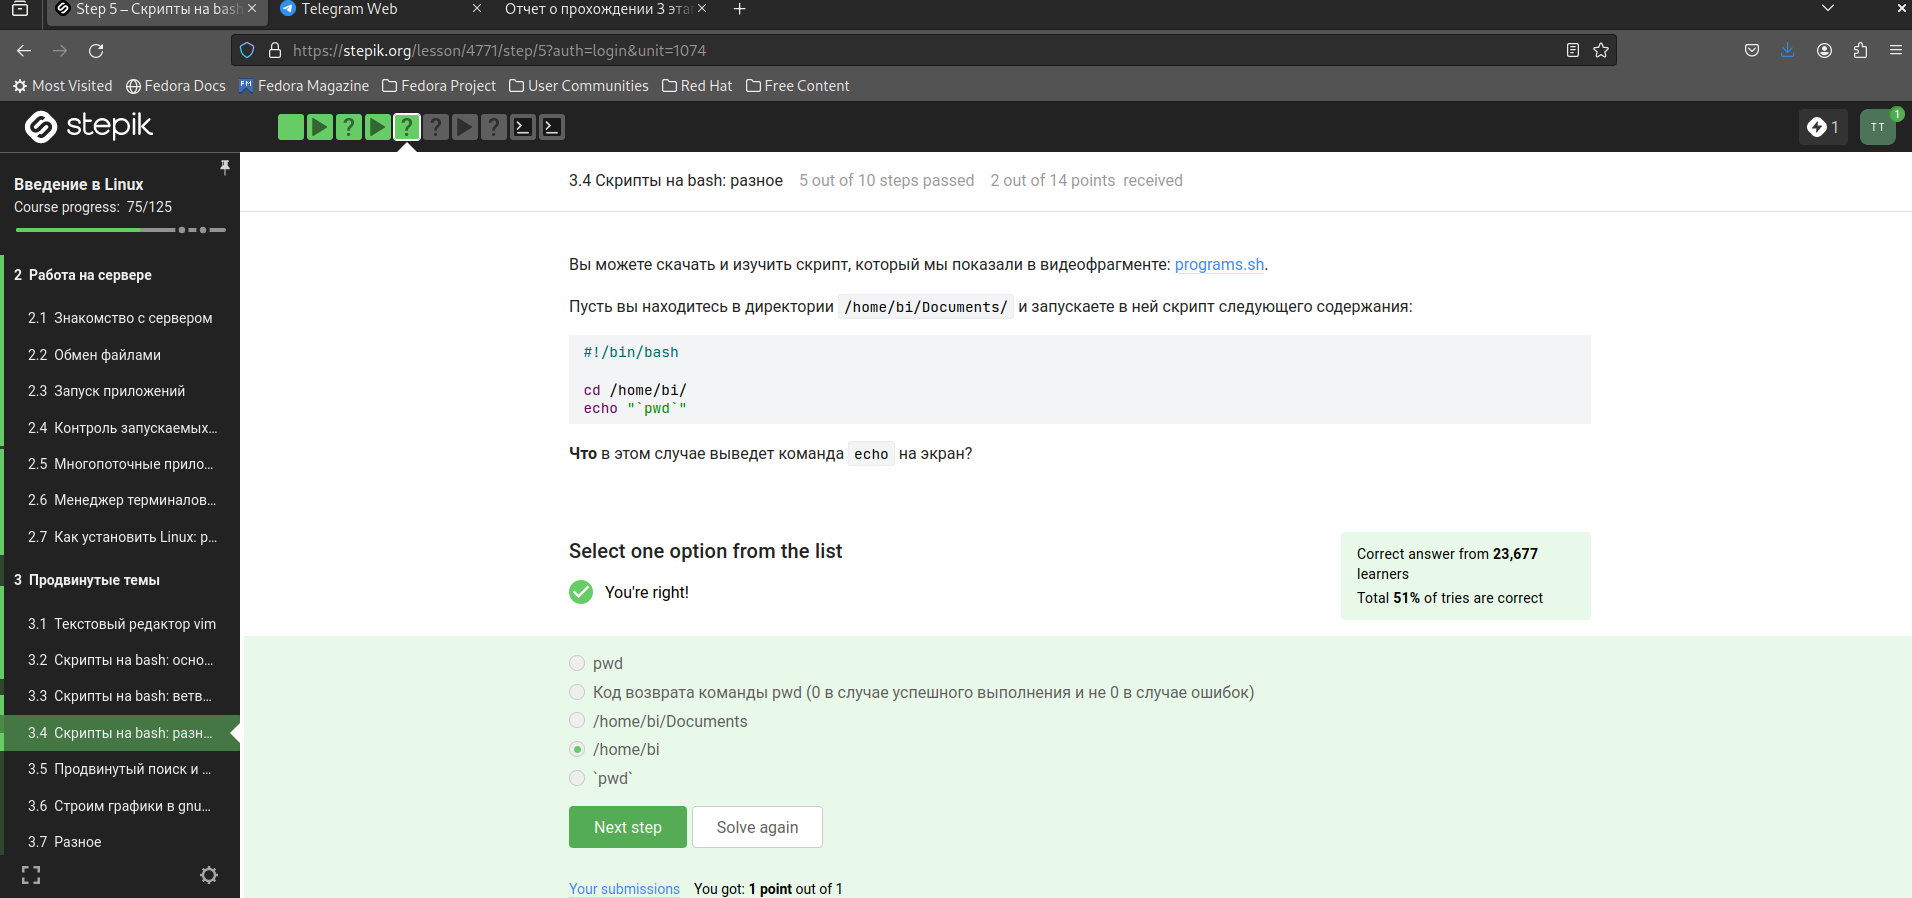 Step 5 – Скрипты на bash
Telegram Web
Отчет о прохождении 3 эта
https://stepik.org/lesson/4771/step/5?auth=login&unit=1074
Most Visited
Fedora Docs
Fedora Magazine
Fedora Project
User Communities
Red Hat
Free Content
stepik
1
TT
1
Введение в Linux
Course progress: 75/125
2 Работа на сервере
2.1 Знакомство с сервером
2.2 Обмен файлами
2.3 Запуск приложений
2.4 Контроль запускаемых...
2.5 Многопоточные прило...
2.6 Менеджер терминалов...
2.7 Как установить Linux: р...
3 Продвинутые темы
3.1 Текстовый редактор vim
3.2 Скрипты на bash: осно...
3.3 Скрипты на bash: ветв...
3.4 Скрипты на bash: разн...
3.5 Продвинутый поиск и ...
3.6 Строим графики в gnu...
3.7 Разное
3.4 Скрипты на bash: разное 5 out of 10 steps passed 2 out of 14 points received
Вы можете скачать и изучить скрипт, который мы показали в видеофрагменте: programs.sh.
Пусть вы находитесь в директории /home/bi/Documents/ и запускаете в ней скрипт следующего содержания:
#!/bin/bash
cd /home/bi/
echo "`pwd`"
Что в этом случае выведет команда echo на экран?
Select one option from the list
You're right!
Correct answer from 23,677
learners
Total 51% of tries are correct
pwd
Код возврата команды pwd (0 в случае успешного выполнения и не 0 в случае ошибок)
/home/bi/Documents
/home/bi
`pwd`
Next step
Solve again
Your submissions You got: 1 point out of 1